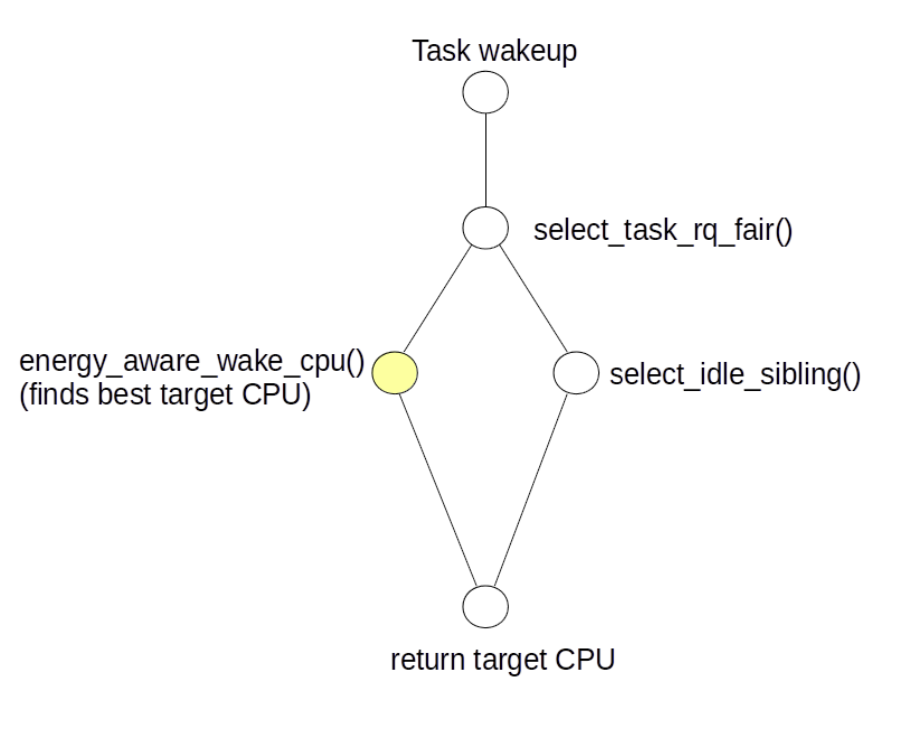 Task wakeup
select_task_rq_fair()
energy_aware_wake_cpu()
(finds best target CPU)
select_idle_sibling()
return target CPU